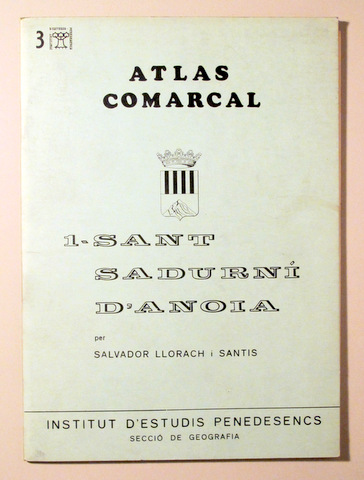 3
ATLAS
COMARCAL
1-SANT
SADURNÍ
D'ANOIA
per
SALVADOR LLORACH i SANTIS
INSTITUT D'ESTUDIS PENEDESENCS
SECCIÓ DE GEOGRAFIA